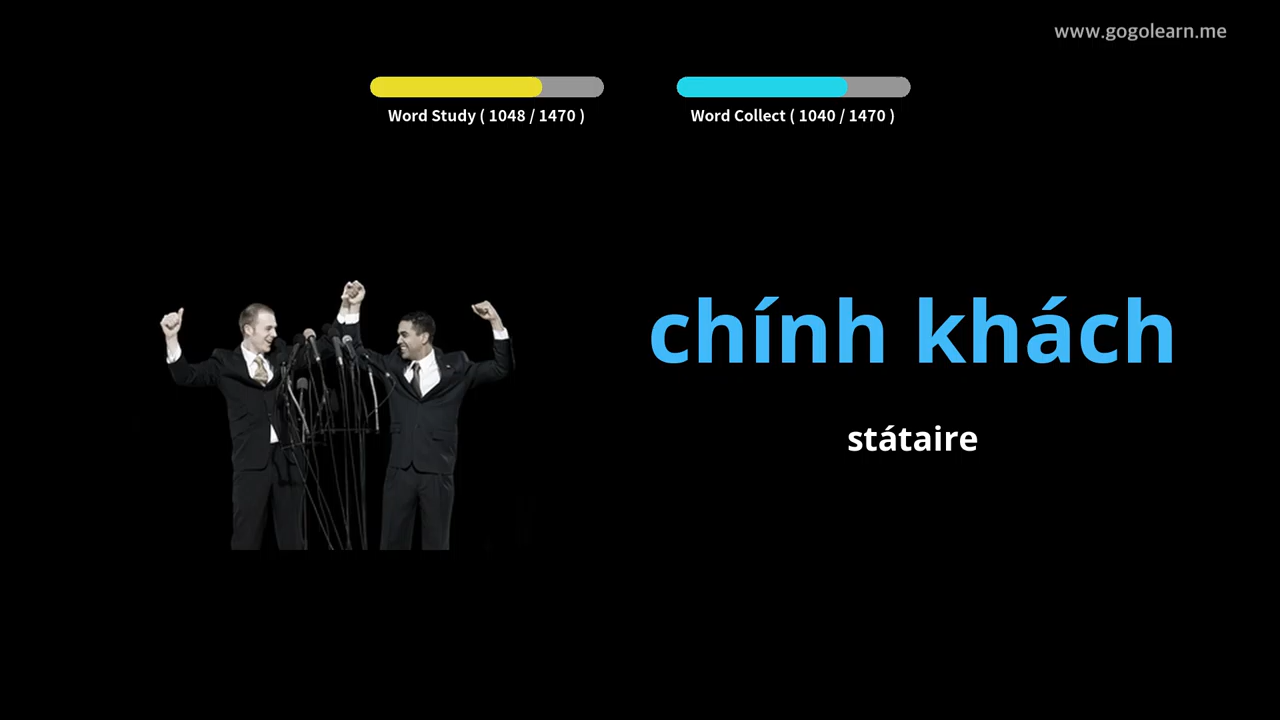 www.gogolearn.me
Word Study ( 1048 / 1470 )
Word Collect ( 1040 / 1470 )
chính khách
státaire